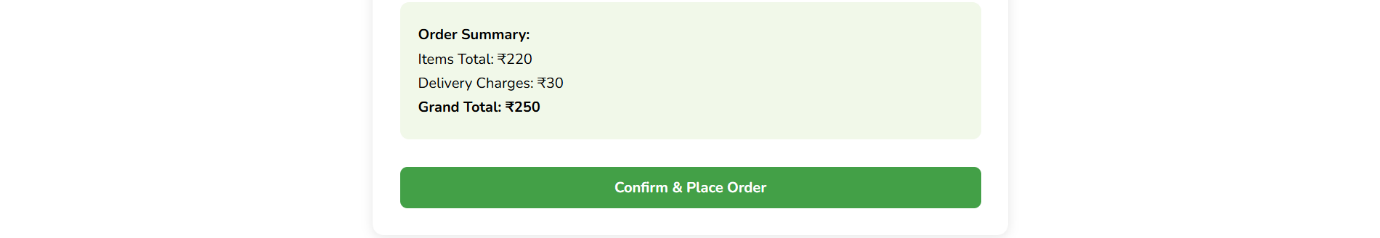 Order Summary:
Items Total: ₹220
Delivery Charges: ₹30
Grand Total: ₹250
Confirm & Place Order